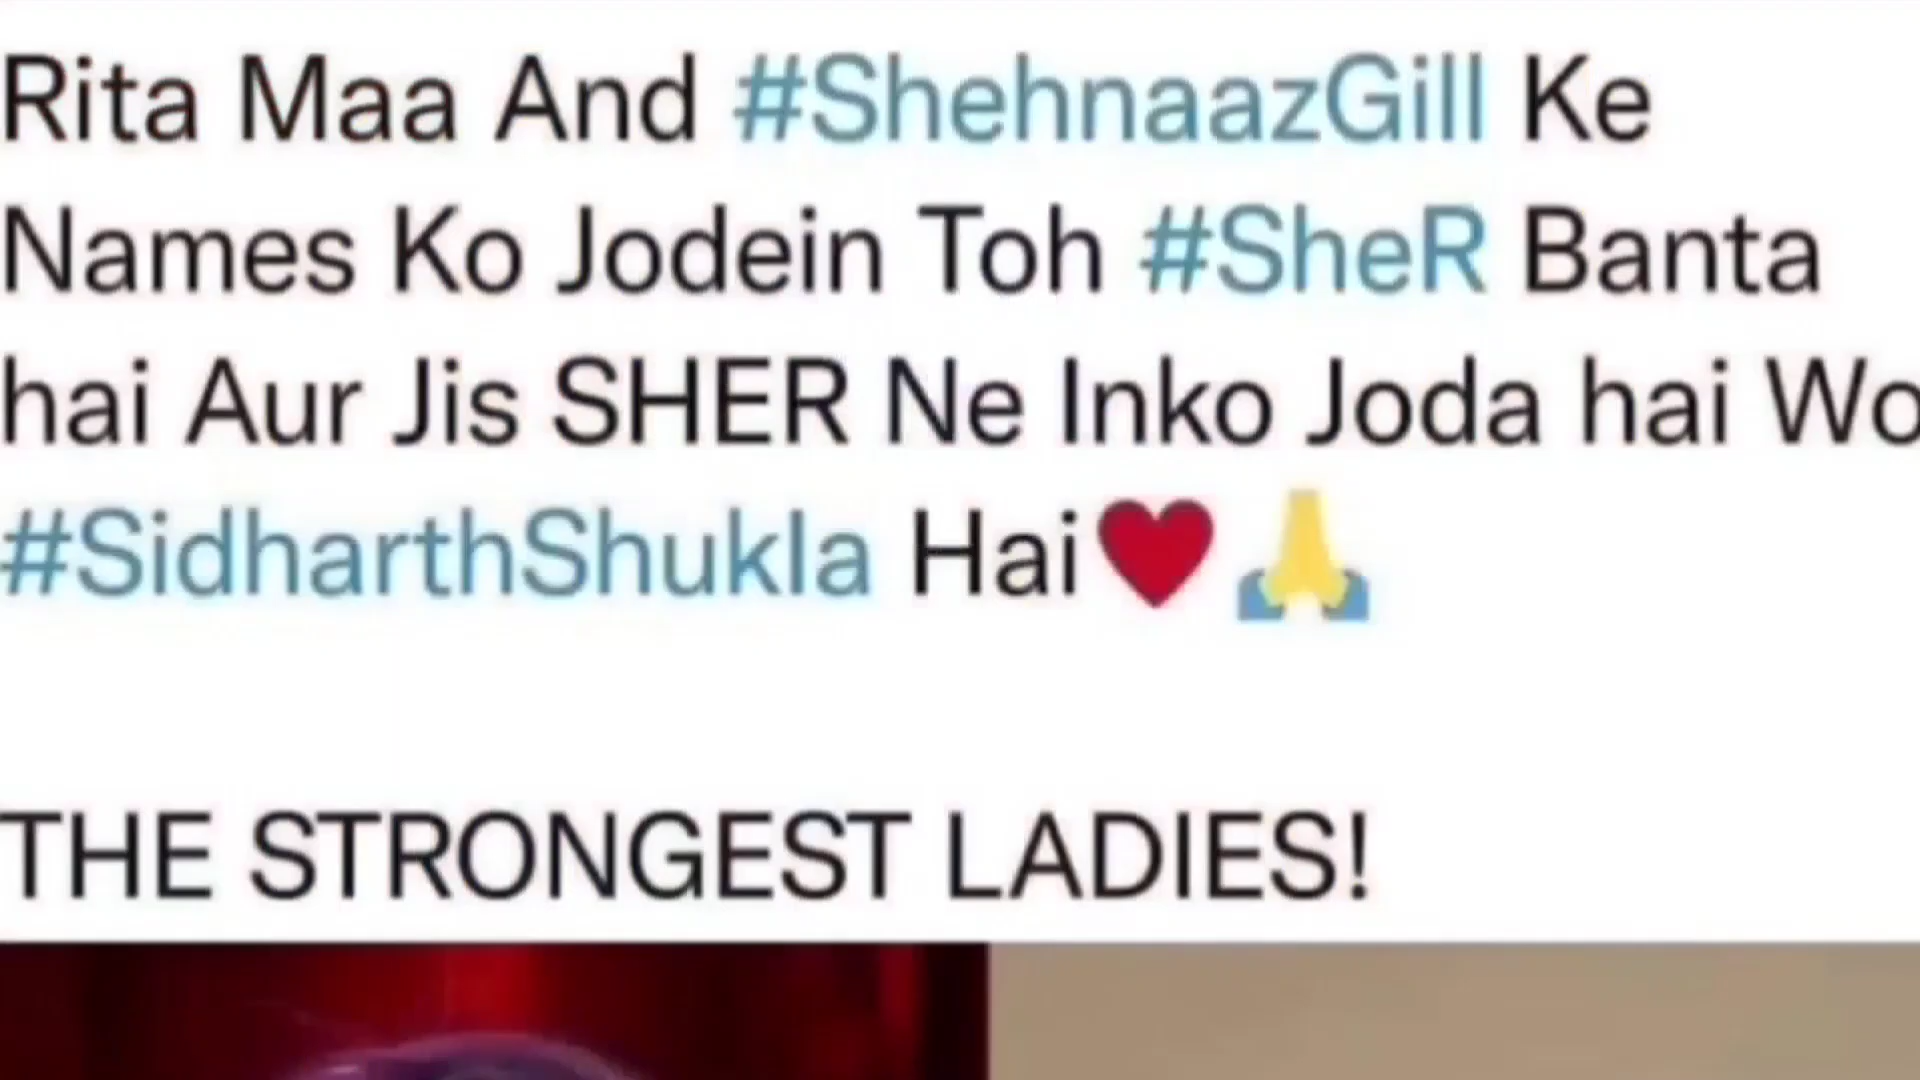 Rita Maa And #ShehnaazGill Ke
Names Ko Jodein Toh #SheR Banta
hai Aur Jis SHER Ne Inko Joda hai Wo
#SidharthShukla Hai❤️🙏
THE STRONGEST LADIES!